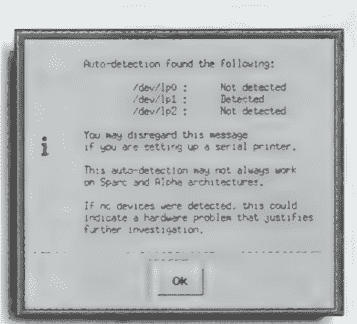 Auto-detection found the following:
/dev/lp0 : Not detected
/dev/lp1 : Detected
/dev/lp2 : Not detected
You may disregard this message
if you are setting up a serial printer.
This auto-detection may not always work
on Sparc and Alpha architectures.
If no devices were detected, this could
indicate a hardware problem that justifies
further investigation.
i
Ok